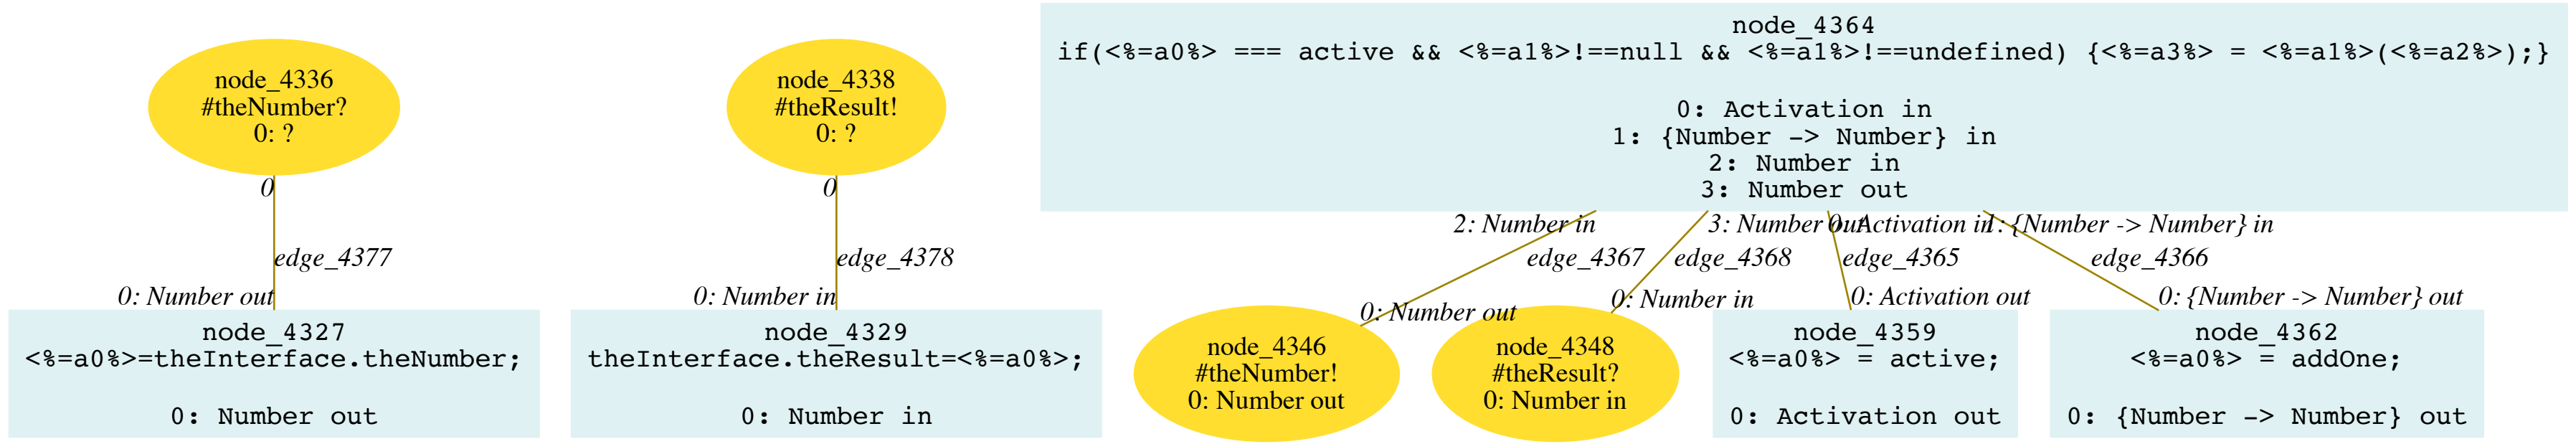 node_4336
#theNumber?
0: ?
0
edge_4377
0: Number out
node_4327
<%=a0%>=theInterface.theNumber;
0: Number out
node_4338
#theResult!
0: ?
0
edge_4378
0: Number in
node_4329
theInterface.theResult=<%=a0%>;
0: Number in
node_4364
if(<%=a0%> === active && <%=a1%>!==null && <%=a1%>!==undefined) {<%=a3%> = <%=a1%>(<%=a2%>);}
0: Activation in
1: {Number -> Number} in
2: Number in
3: Number out
2: Number in
3: Number out
0: Activation in
1: {Number -> Number} in
edge_4367
edge_4368
edge_4365
edge_4366
0: Number out
0: Number in
0: Activation out
0: {Number -> Number} out
node_4346
#theNumber!
0: Number out
node_4348
#theResult?
0: Number in
node_4359
<%=a0%> = active;
0: Activation out
node_4362
<%=a0%> = addOne;
0: {Number -> Number} out